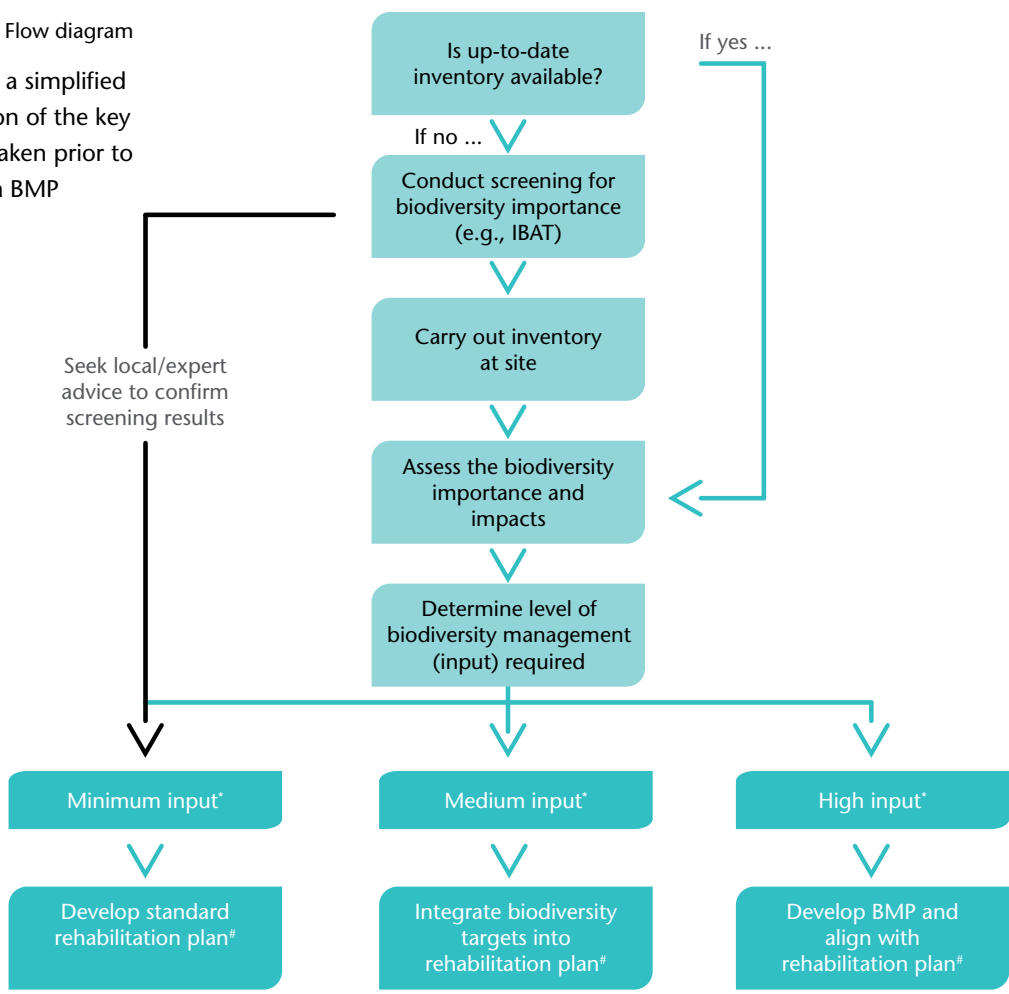 Flow diagram
a simplified
on of the key
aken prior to
a BMP
Is up-to-date
inventory available?
If yes ...
If no ...
Conduct screening for
biodiversity importance
(e.g., IBAT)
Carry out inventory
at site
Seek local/expert
advice to confirm
screening results
Assess the biodiversity
importance and
impacts
Determine level of
biodiversity management
(input) required
Minimum input*
Medium input*
High input*
Develop standard
rehabilitation plan#
Integrate biodiversity
targets into
rehabilitation plan#
Develop BMP and
align with
rehabilitation plan#